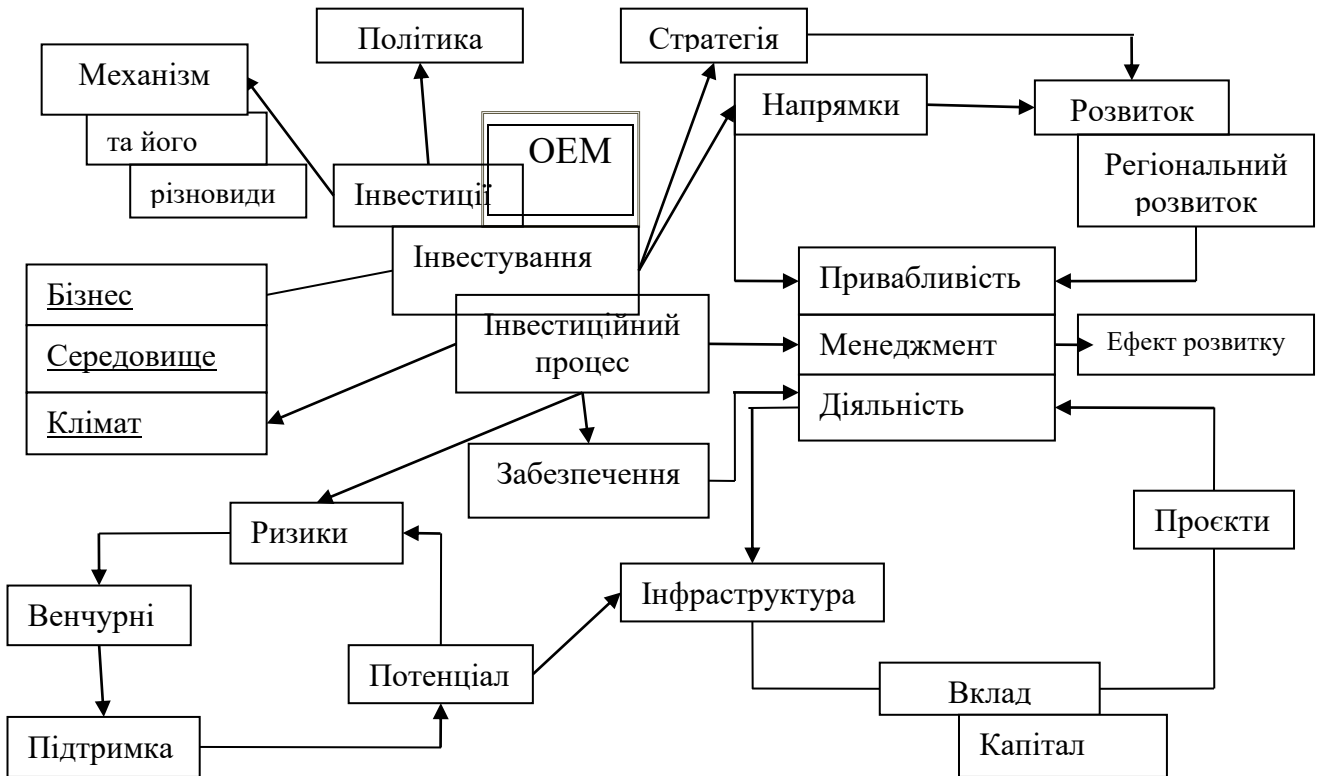 Політика
Стратегія
Механізм
та його
різновиди
Напрямки
Розвиток
Регіональний
розвиток
ОЕМ
Інвестиції
Інвестування
Інвестиційний
процес
Бізнес
Середовище
Клімат
Привабливість
Менеджмент
Діяльність
Ефект розвитку
Забезпечення
Ризики
Проєкти
Венчурні
Інфраструктура
Потенціал
Вклад
Капітал
Підтримка